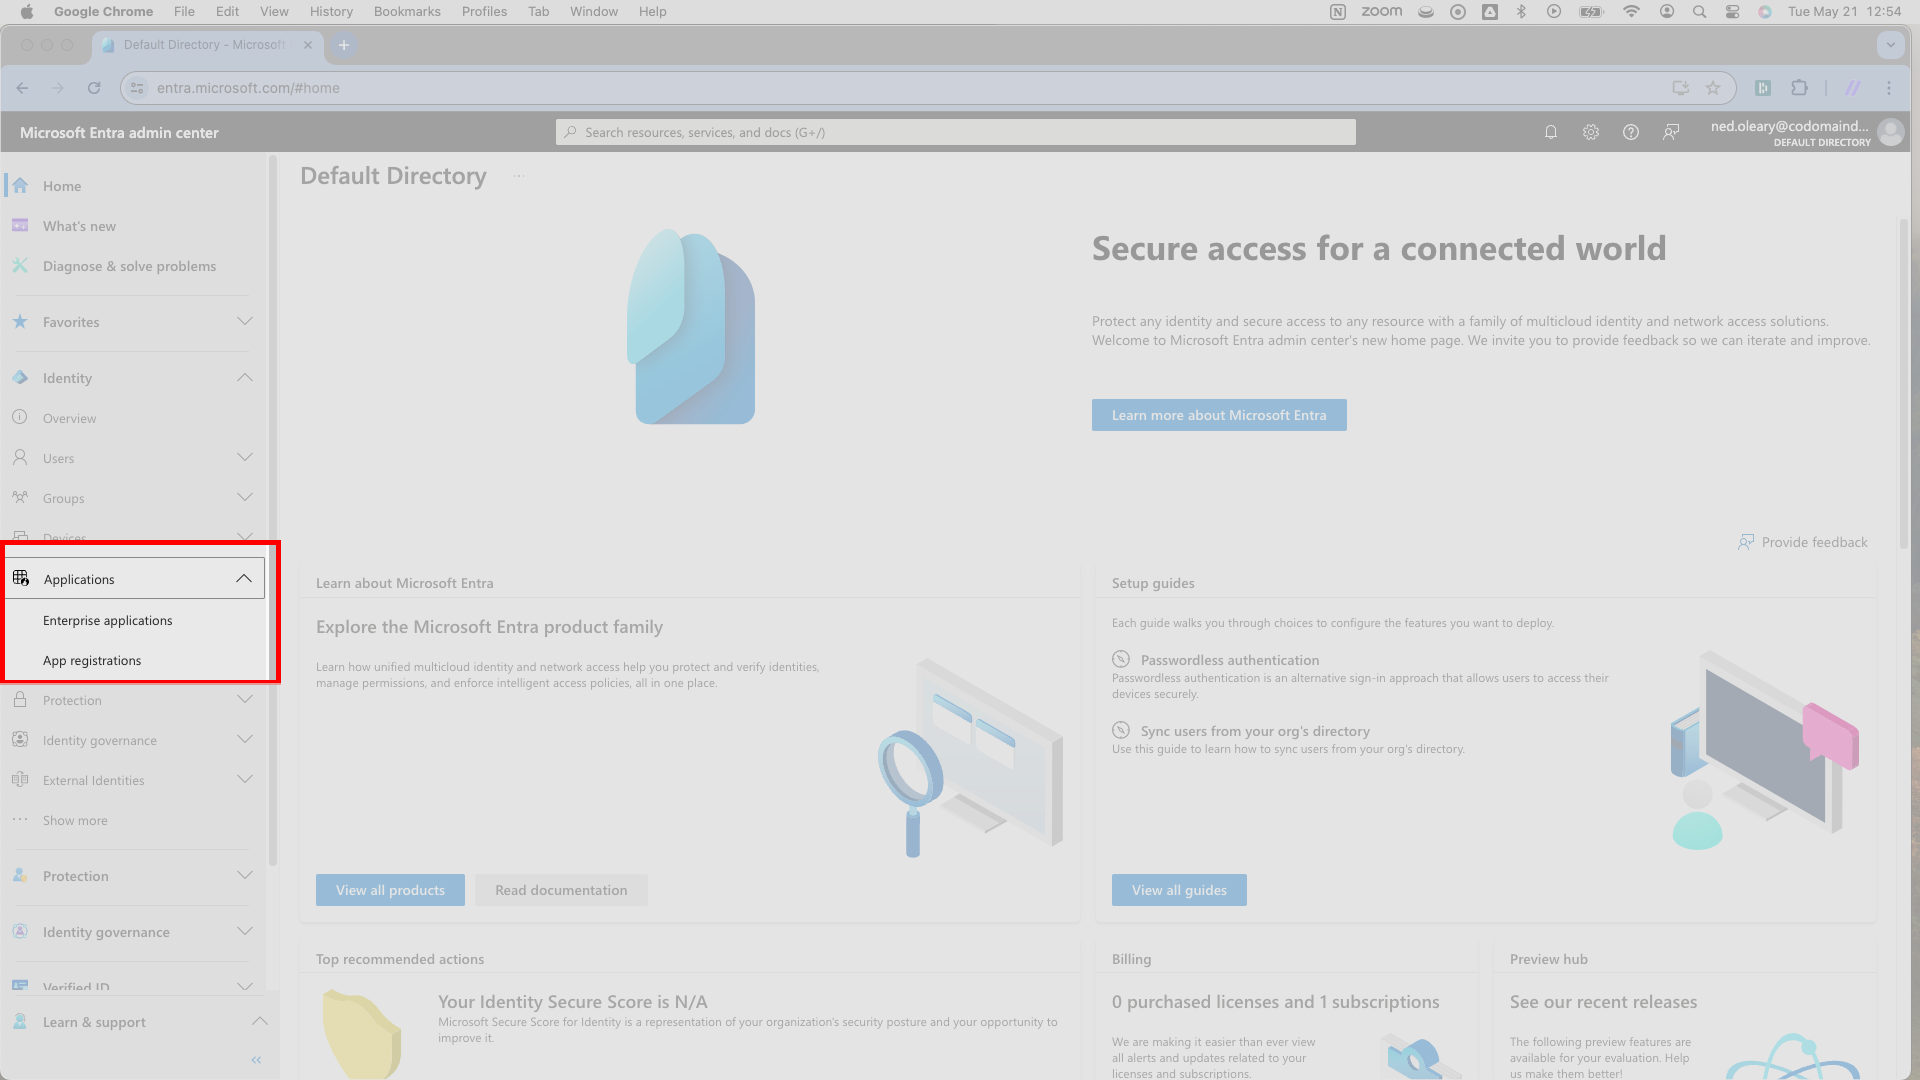 Google Chrome File Edit View History Bookmarks Profiles Tab Window Help zoom Tue May 21 12:54
Default Directory - Microsoft
entra.microsoft.com/#home
Microsoft Entra admin center
Search resources, services, and docs (G+/)
ned.oleary@codomaind...
DEFAULT DIRECTORY
Home
What's new
Diagnose & solve problems
Favorites
Identity
Overview
Users
Groups
Devices
Applications
Enterprise applications
App registrations
Protection
Identity governance
External Identities
Show more
Protection
Identity governance
Verified ID
Learn & support
Default Directory
Secure access for a connected world
Protect any identity and secure access to any resource with a family of multicloud identity and network access solutions.
Welcome to Microsoft Entra admin center's new home page. We invite you to provide feedback so we can iterate and improve.
Learn more about Microsoft Entra
Provide feedback
Learn about Microsoft Entra
Explore the Microsoft Entra product family
Learn how unified multicloud identity and network access help you protect and verify identities,
manage permissions, and enforce intelligent access policies, all in one place.
View all products
Read documentation
Setup guides
Each guide walks you through choices to configure the features you want to deploy.
Passwordless authentication
Passwordless authentication is an alternative sign-in approach that allows users to access their
devices securely.
Sync users from your org's directory
Use this guide to learn how to sync users from your org's directory.
View all guides
Top recommended actions
Your Identity Secure Score is N/A
Microsoft Secure Score for Identity is a representation of your organization's security posture and your opportunity to
improve it.
Billing
0 purchased licenses and 1 subscriptions
We are making it easier than ever view
all alerts and updates related to your
licenses and subscriptions.
Preview hub
See our recent releases
The following preview features are
available for your evaluation. Help
us make them better!